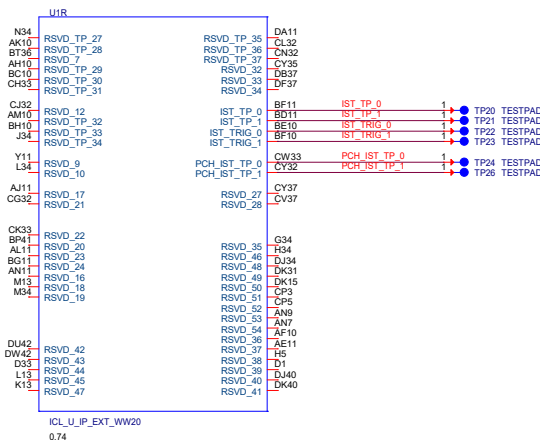 U1R
N34 RSVD_TP_27 RSVD_TP_35 DA11
AK10 RSVD_TP_28 RSVD_TP_36 CL32
BT36 RSVD_7 RSVD_TP_37 CN32
AH10 RSVD_TP_29 RSVD_32 CY35
BC10 RSVD_TP_30 RSVD_33 DB37
CH33 RSVD_TP_31 RSVD_34 DF37
CJ32 RSVD_12 IST_TP_0 BF11 IST_TP_0 1 TP20 TESTPAD
AM10 RSVD_TP_32 IST_TP_1 BD11 IST_TP_1 1 TP21 TESTPAD
BH10 RSVD_TP_33 IST_TRIG_0 BE10 IST_TRIG_0 1 TP22 TESTPAD
J34 RSVD_TP_34 IST_TRIG_1 BF10 IST_TRIG_1 1 TP23 TESTPAD
Y11 RSVD_9 PCH_IST_TP_0 CW33 PCH_IST_TP_0 1 TP24 TESTPAD
L34 RSVD_10 PCH_IST_TP_1 CY32 PCH_IST_TP_1 1 TP26 TESTPAD
AJ11 RSVD_17 RSVD_27 CY37
CG32 RSVD_21 RSVD_28 CV37
CK33 RSVD_22
BP41 RSVD_20 RSVD_35 G34
AL11 RSVD_23 RSVD_46 H34
BG11 RSVD_24 RSVD_48 DJ34
AN11 RSVD_16 RSVD_49 DK31
M13 RSVD_18 RSVD_50 DK15
M34 RSVD_19 RSVD_51 CP3
RSVD_52 CP5
RSVD_53 AN9
RSVD_54 AN7
RSVD_36 AF10
DU42 RSVD_42 RSVD_37 AE11
DW42 RSVD_43 RSVD_38 H5
D33 RSVD_44 RSVD_39 D1
L13 RSVD_45 RSVD_40 DJ40
K13 RSVD_47 RSVD_41 DK40
ICL_U_IP_EXT_WW20
0.74